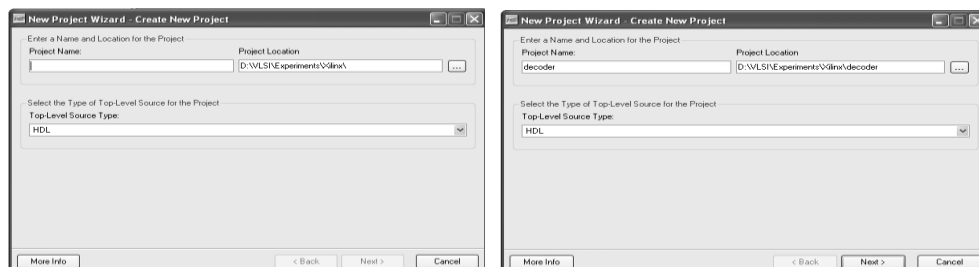 New Project Wizard - Create New Project
Enter a Name and Location for the Project
Project Name:
Project Location
D:\VLSI\Experiments\Xilinx\
...
Select the Type of Top-Level Source for the Project
Top-Level Source Type:
HDL
More Info
< Back
Next >
Cancel
New Project Wizard - Create New Project
Enter a Name and Location for the Project
Project Name:
Project Location
decoder
D:\VLSI\Experiments\Xilinx\decoder
...
Select the Type of Top-Level Source for the Project
Top-Level Source Type:
HDL
More Info
< Back
Next >
Cancel